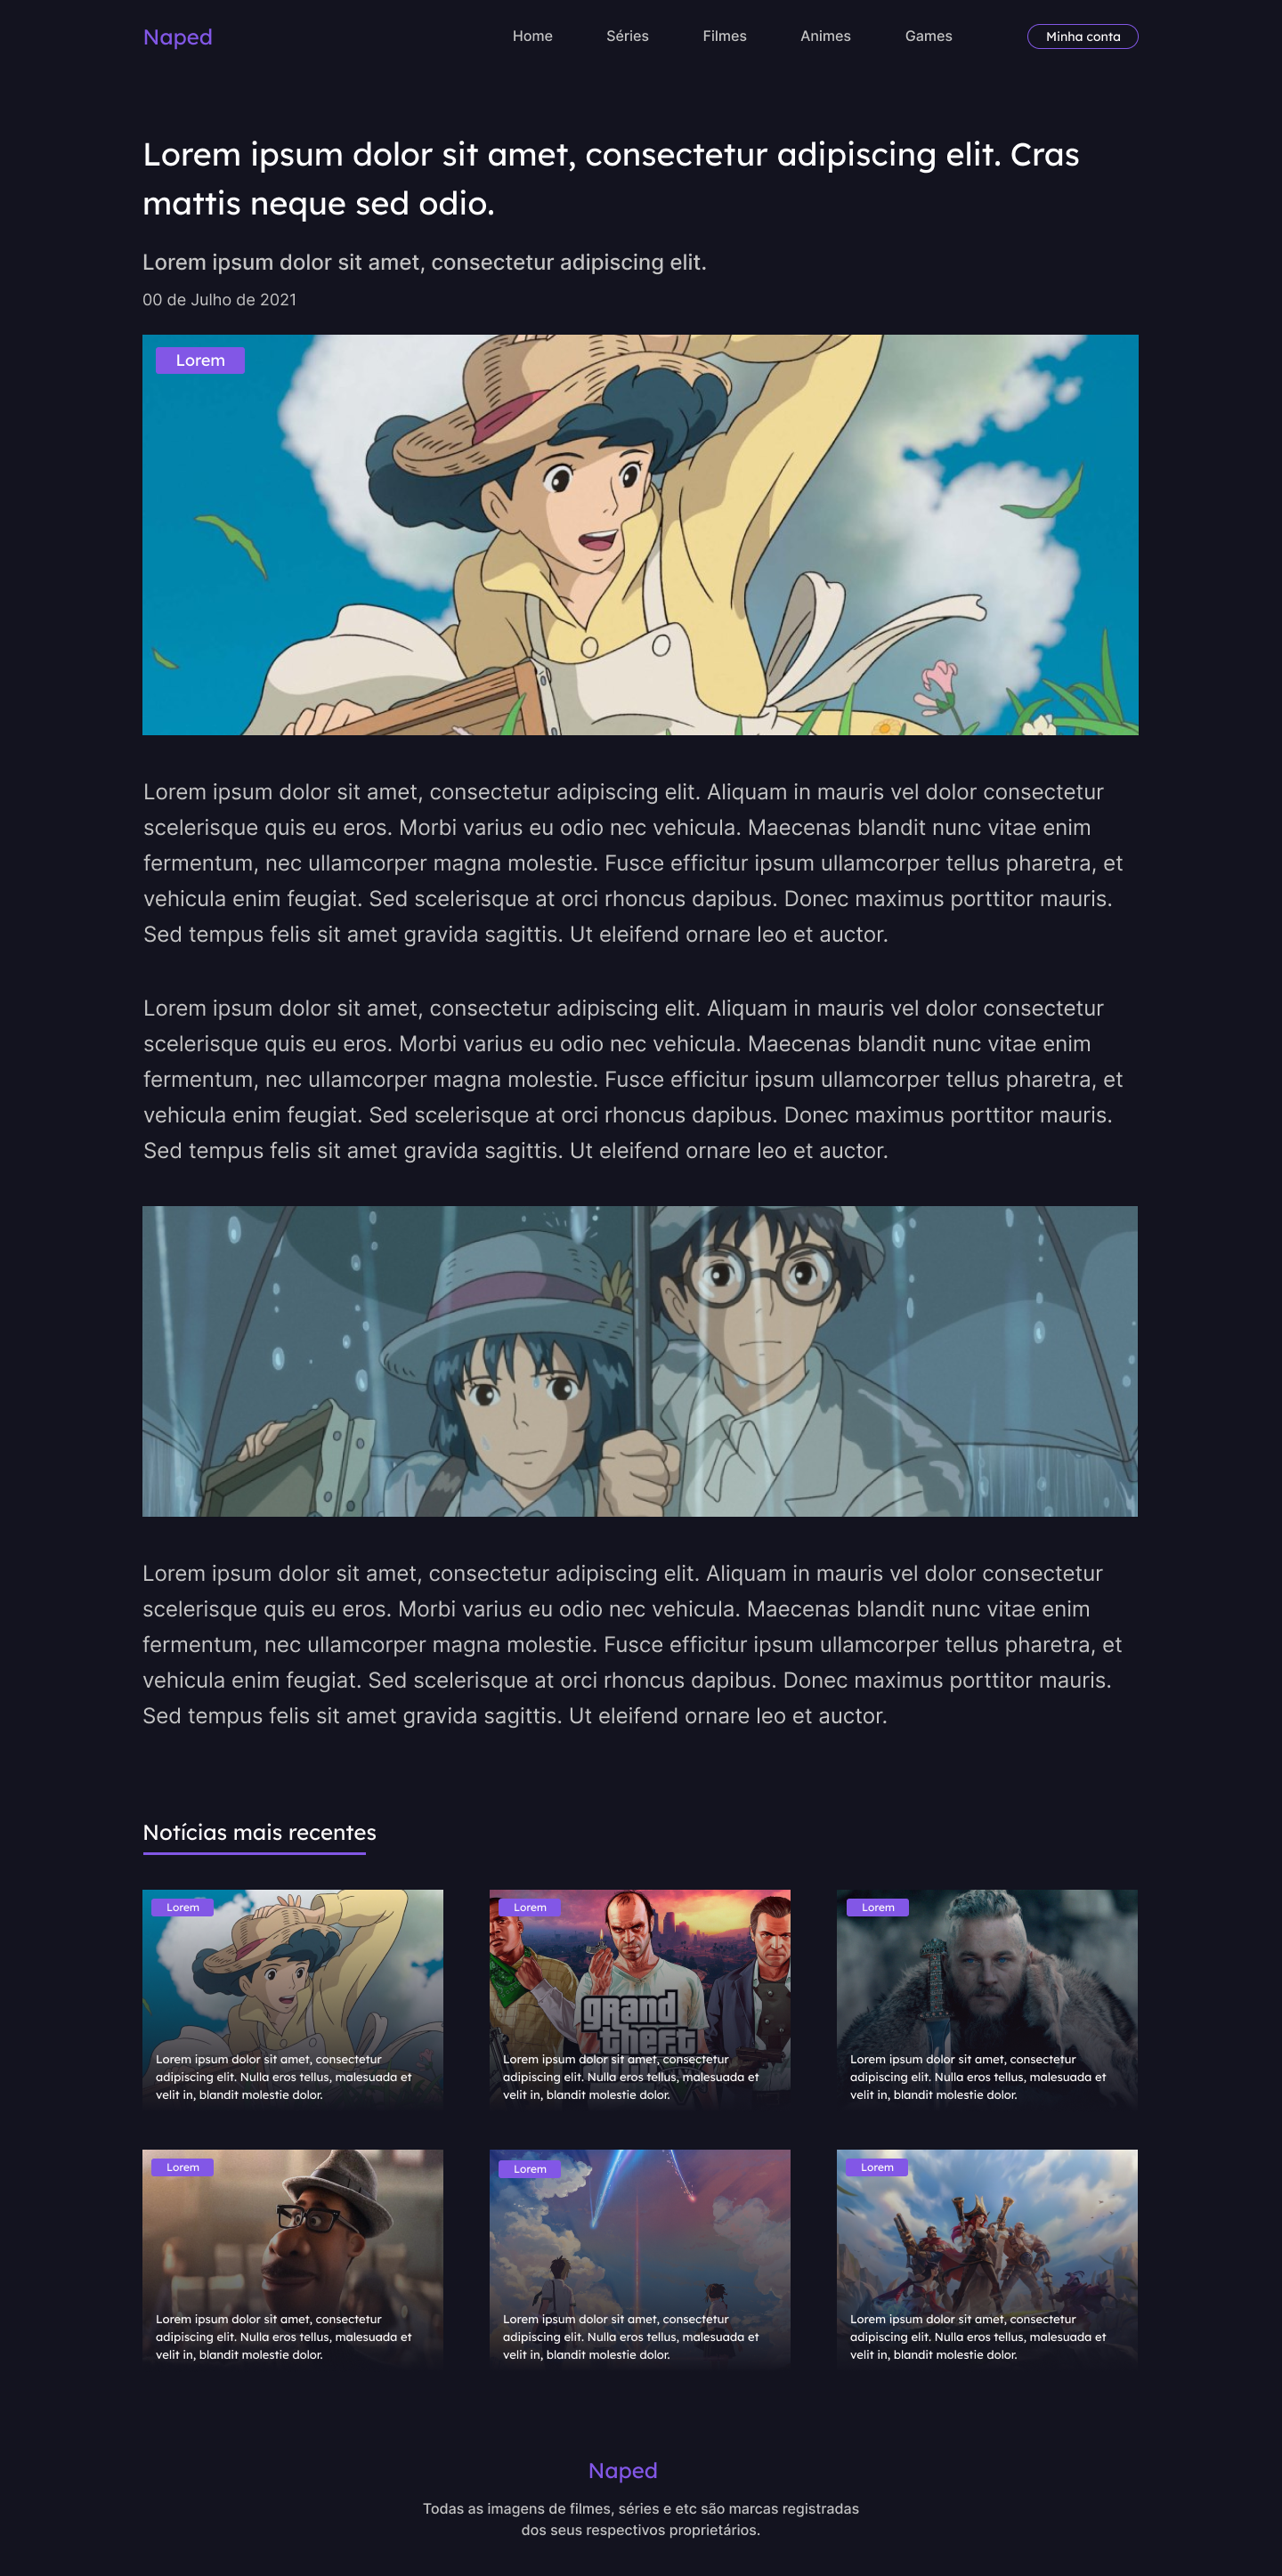 Naped
Home
Séries
Filmes
Animes
Games
Minha conta
Lorem ipsum dolor sit amet, consectetur adipiscing elit. Cras
mattis neque sed odio.
Lorem ipsum dolor sit amet, consectetur adipiscing elit.
00 de Julho de 2021
Lorem
Lorem ipsum dolor sit amet, consectetur adipiscing elit. Aliquam in mauris vel dolor consectetur
scelerisque quis eu eros. Morbi varius eu odio nec vehicula. Maecenas blandit nunc vitae enim
fermentum, nec ullamcorper magna molestie. Fusce efficitur ipsum ullamcorper tellus pharetra, et
vehicula enim feugiat. Sed scelerisque at orci rhoncus dapibus. Donec maximus porttitor mauris.
Sed tempus felis sit amet gravida sagittis. Ut eleifend ornare leo et auctor.
Lorem ipsum dolor sit amet, consectetur adipiscing elit. Aliquam in mauris vel dolor consectetur
scelerisque quis eu eros. Morbi varius eu odio nec vehicula. Maecenas blandit nunc vitae enim
fermentum, nec ullamcorper magna molestie. Fusce efficitur ipsum ullamcorper tellus pharetra, et
vehicula enim feugiat. Sed scelerisque at orci rhoncus dapibus. Donec maximus porttitor mauris.
Sed tempus felis sit amet gravida sagittis. Ut eleifend ornare leo et auctor.
Lorem ipsum dolor sit amet, consectetur adipiscing elit. Aliquam in mauris vel dolor consectetur
scelerisque quis eu eros. Morbi varius eu odio nec vehicula. Maecenas blandit nunc vitae enim
fermentum, nec ullamcorper magna molestie. Fusce efficitur ipsum ullamcorper tellus pharetra, et
vehicula enim feugiat. Sed scelerisque at orci rhoncus dapibus. Donec maximus porttitor mauris.
Sed tempus felis sit amet gravida sagittis. Ut eleifend ornare leo et auctor.
Notícias mais recentes
Lorem
Lorem ipsum dolor sit amet, consectetur
adipiscing elit. Nulla eros tellus, malesuada et
velit in, blandit molestie dolor.
Lorem
grand
theft
Lorem ipsum dolor sit amet, consectetur
adipiscing elit. Nulla eros tellus, malesuada et
velit in, blandit molestie dolor.
Lorem
Lorem ipsum dolor sit amet, consectetur
adipiscing elit. Nulla eros tellus, malesuada et
velit in, blandit molestie dolor.
Lorem
Lorem ipsum dolor sit amet, consectetur
adipiscing elit. Nulla eros tellus, malesuada et
velit in, blandit molestie dolor.
Lorem
Lorem ipsum dolor sit amet, consectetur
adipiscing elit. Nulla eros tellus, malesuada et
velit in, blandit molestie dolor.
Lorem
Lorem ipsum dolor sit amet, consectetur
adipiscing elit. Nulla eros tellus, malesuada et
velit in, blandit molestie dolor.
Naped
Todas as imagens de filmes, séries e etc são marcas registradas
dos seus respectivos proprietários.